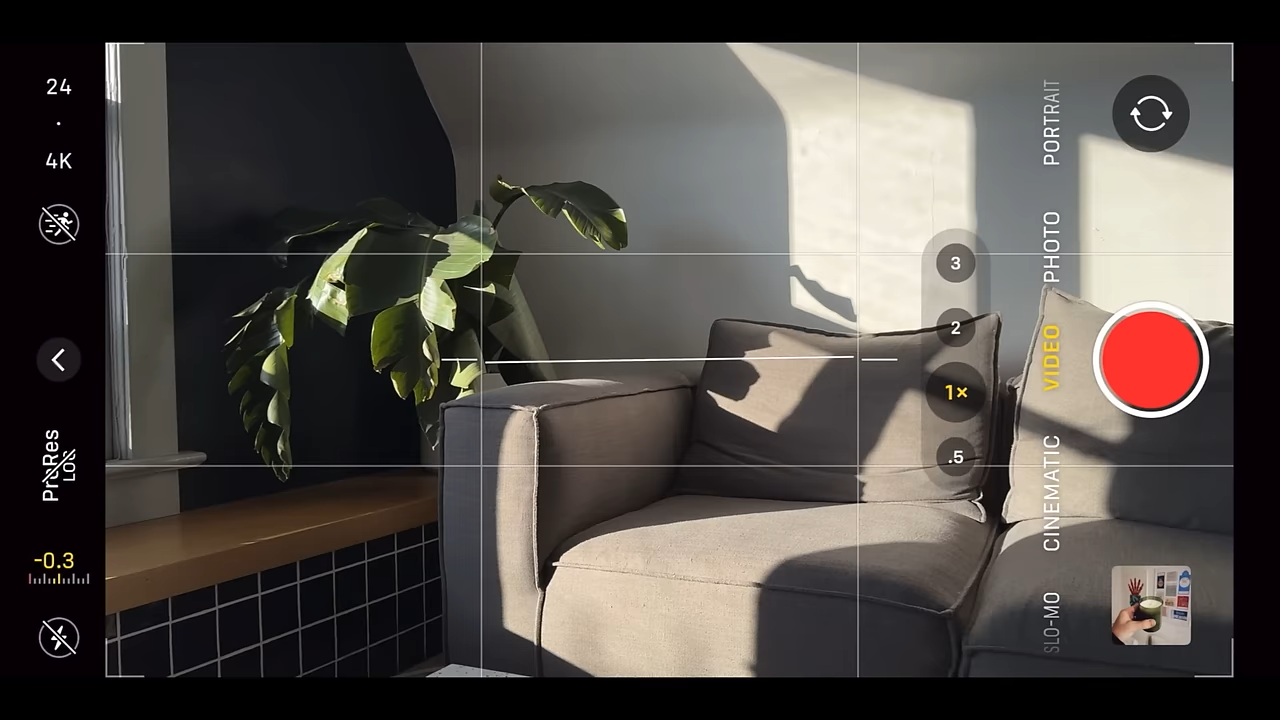 24
·
4K
ProRes
LOG
-0.3
3
2
1×
.5
PORTRAIT
PHOTO
VIDEO
CINEMATIC
SLO-MO